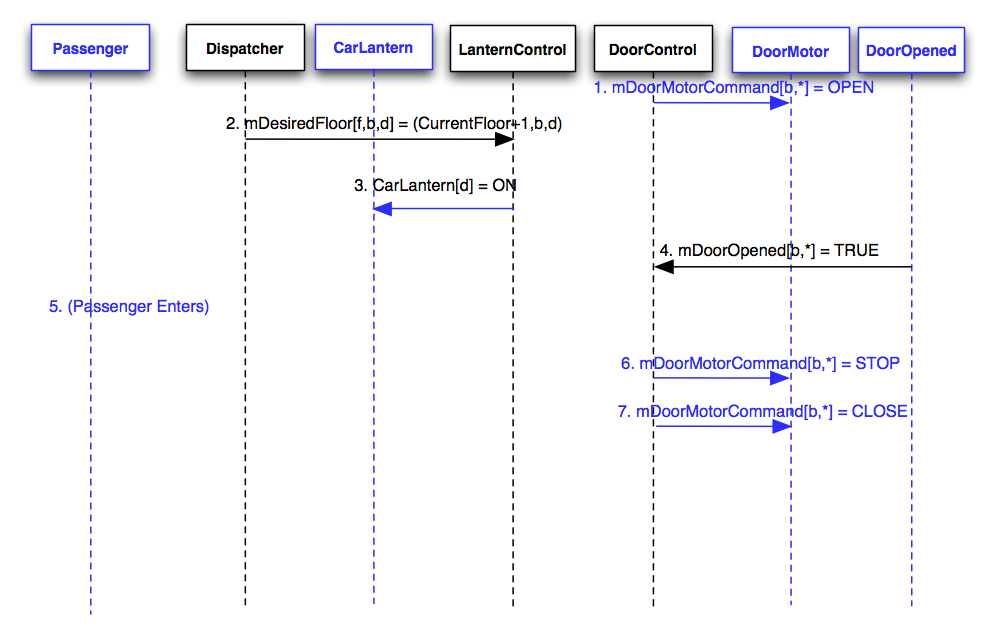 Passenger
Dispatcher
CarLantern
LanternControl
DoorControl
DoorMotor
DoorOpened
1. mDoorMotorCommand[b,*] = OPEN
2. mDesiredFloor[f,b,d] = (CurrentFloor+1,b,d)
3. CarLantern[d] = ON
4. mDoorOpened[b,*] = TRUE
5. (Passenger Enters)
6. mDoorMotorCommand[b,*] = STOP
7. mDoorMotorCommand[b,*] = CLOSE